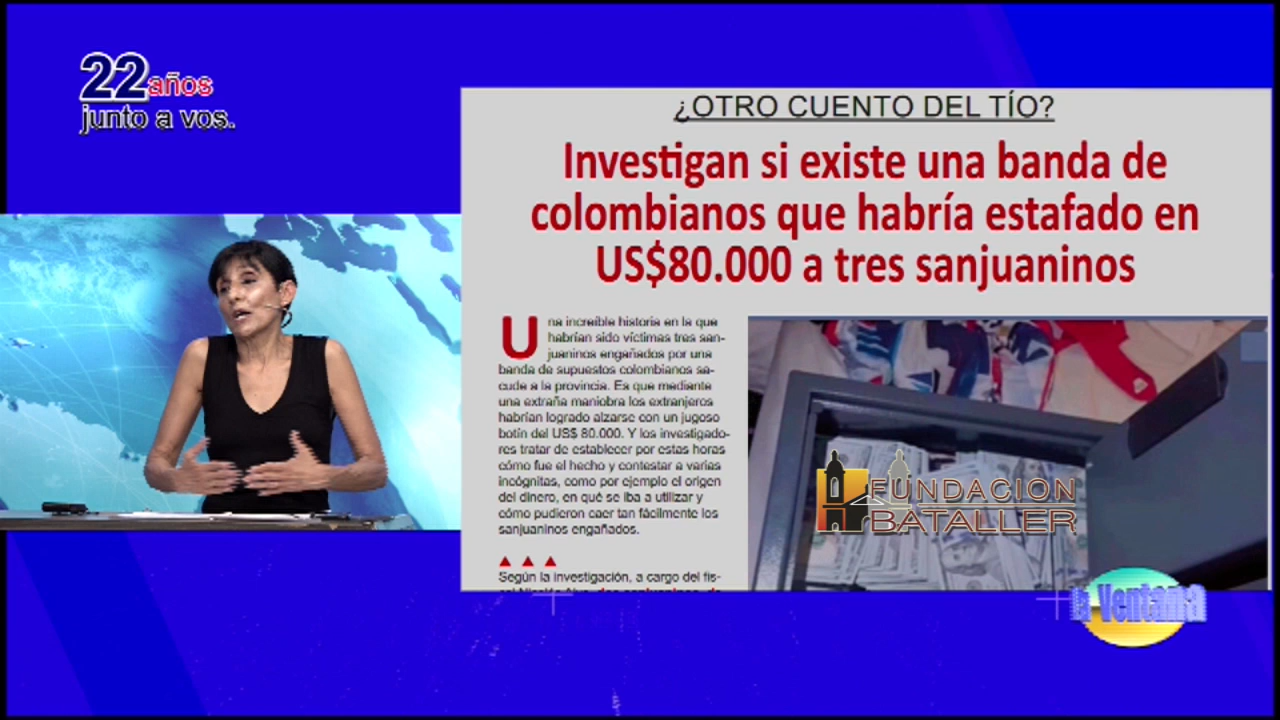 22 años
junto a vos.
¿OTRO CUENTO DEL TÍO?
Investigan si existe una banda de
colombianos que habría estafado en
US$80.000 a tres sanjuaninos
Una increíble historia en la que
habrían sido víctimas tres san-
juaninos engañados por una
banda de supuestos colombianos sa-
cude a la provincia. Es que mediante
una extraña maniobra los extranjeros
habrían logrado alzarse con un jugoso
botín del US$ 80.000. Y los investigado-
res tratar de establecer por estas horas
cómo fue el hecho y contestar a varias
incógnitas, como por ejemplo el origen
del dinero, en qué se iba a utilizar y
cómo pudieron caer tan fácilmente los
sanjuaninos engañados.
Según la investigación, a cargo del fis-
FUNDACION
BATALLER
la Ventana